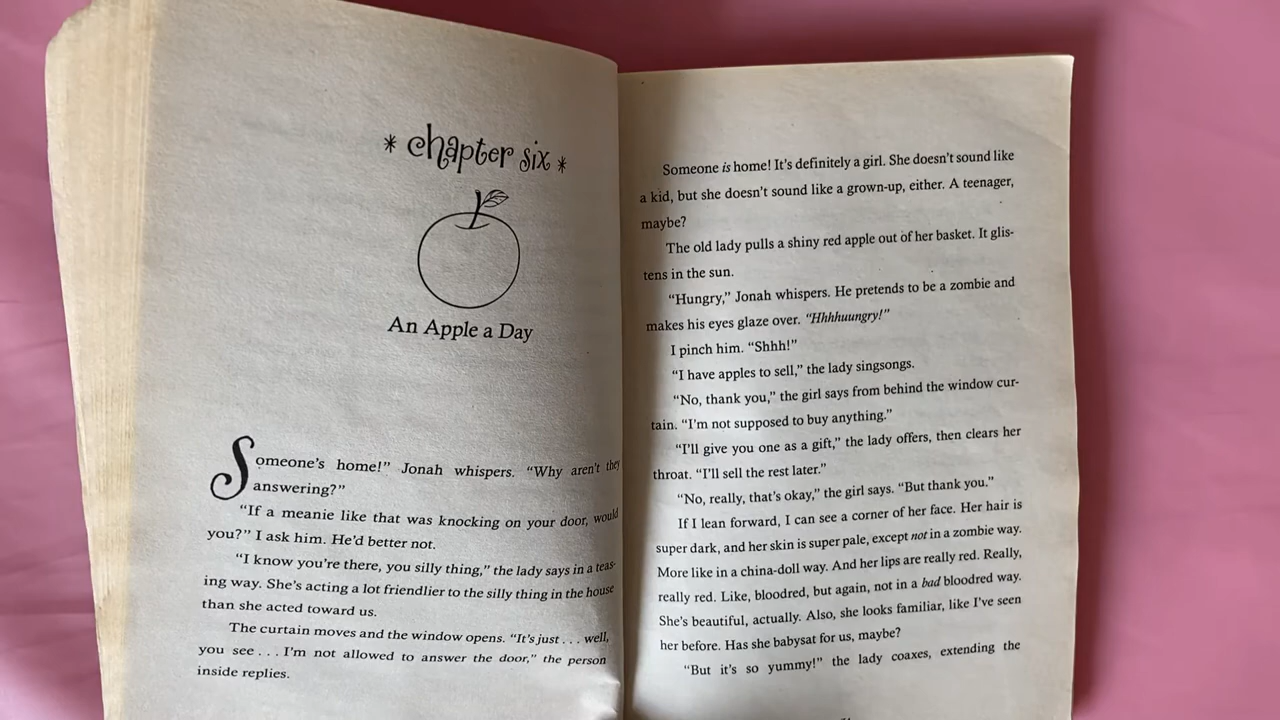 * chapter six *
An Apple a Day
Someone's home!" Jonah whispers. "Why aren't they
answering?"
"If a meanie like that was knocking on your door, would
you?" I ask him. He'd better not.
"I know you're there, you silly thing," the lady says in a teas-
ing way. She's acting a lot friendlier to the silly thing in the house
than she acted toward us.
The curtain moves and the window opens. "It's just . . . well,
you see . . . I'm not allowed to answer the door," the person
inside replies.
Someone is home! It's definitely a girl. She doesn't sound like
a kid, but she doesn't sound like a grown-up, either. A teenager,
maybe?
The old lady pulls a shiny red apple out of her basket. It glis-
tens in the sun.
"Hungry," Jonah whispers. He pretends to be a zombie and
makes his eyes glaze over. "Hhhhuungry!"
I pinch him. "Shhh!"
"I have apples to sell," the lady singsongs.
"No, thank you," the girl says from behind the window cur-
tain. "I'm not supposed to buy anything."
"I'll give you one as a gift," the lady offers, then clears her
throat. "I'll sell the rest later."
"No, really, that's okay," the girl says. "But thank you."
If I lean forward, I can see a corner of her face. Her hair is
super dark, and her skin is super pale, except not in a zombie way.
More like in a china-doll way. And her lips are really red. Really,
really red. Like, bloodred, but again, not in a bad bloodred way.
She's beautiful, actually. Also, she looks familiar, like I've seen
her before. Has she babysat for us, maybe?
"But it's so yummy!" the lady coaxes, extending the